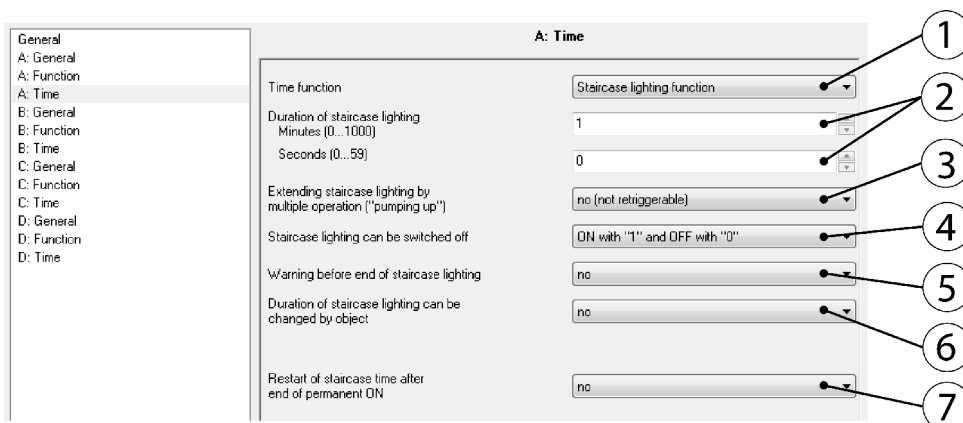 General
A: General
A: Function
A: Time
B: General
B: Function
B: Time
C: General
C: Function
C: Time
D: General
D: Function
D: Time
A: Time
Time function
Staircase lighting function
1
Duration of staircase lighting
Minutes (0...1000)
1
2
Seconds (0...59)
0
Extending staircase lighting by
multiple operation ("pumping up")
no (not retriggerable)
3
Staircase lighting can be switched off
ON with "1" and OFF with "0"
4
Warning before end of staircase lighting
no
5
Duration of staircase lighting can be
changed by object
no
6
Restart of staircase time after
end of permanent ON
no
7